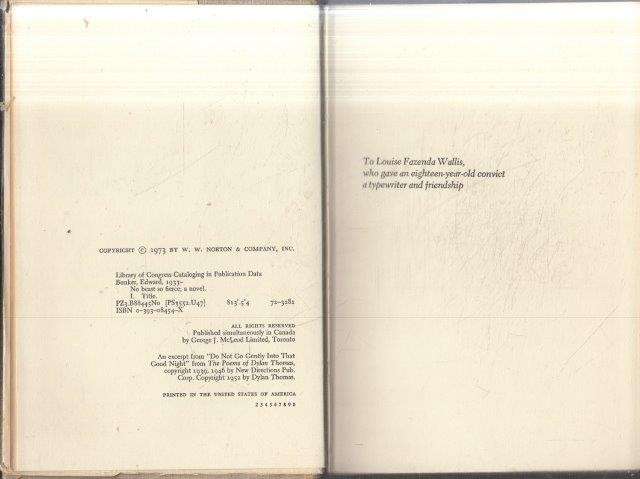 COPYRIGHT © 1973 BY W. W. NORTON & COMPANY, INC.
Library of Congress Cataloging in Publication Data
Bunker, Edward, 1933–
No beast so fierce; a novel.
I. Title.
PZ3.B88445No [PS3552.U47] 813'.5'4 72-3281
ISBN 0-393-08454-X
ALL RIGHTS RESERVED
Published simultaneously in Canada
by George J. McLeod Limited, Toronto
An excerpt from "Do Not Go Gently Into That
Good Night" from The Poems of Dylan Thomas,
copyright 1939, 1946 by New Directions Pub.
Corp. Copyright 1952 by Dylan Thomas.
PRINTED IN THE UNITED STATES OF AMERICA
2 3 4 5 6 7 8 9 0
To Louise Fazenda Wallis,
who gave an eighteen-year-old convict
a typewriter and friendship